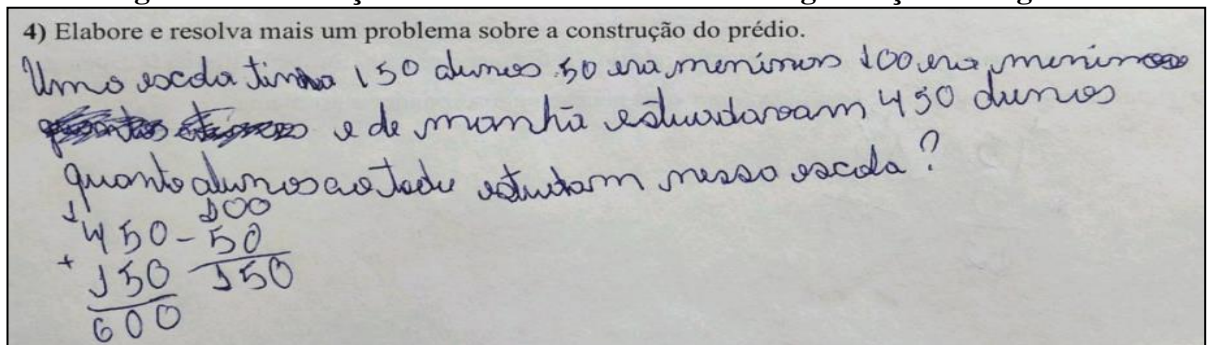 4) Elabore e resolva mais um problema sobre a construção do prédio.
Uma escola tinha 150 alunos 50 era meninos 100 era meninas
e de manhã estudaram 450 alunos
quanto alunos ao todo estudam nessa escola?
1 100
450 - 50
+ 150 150
600